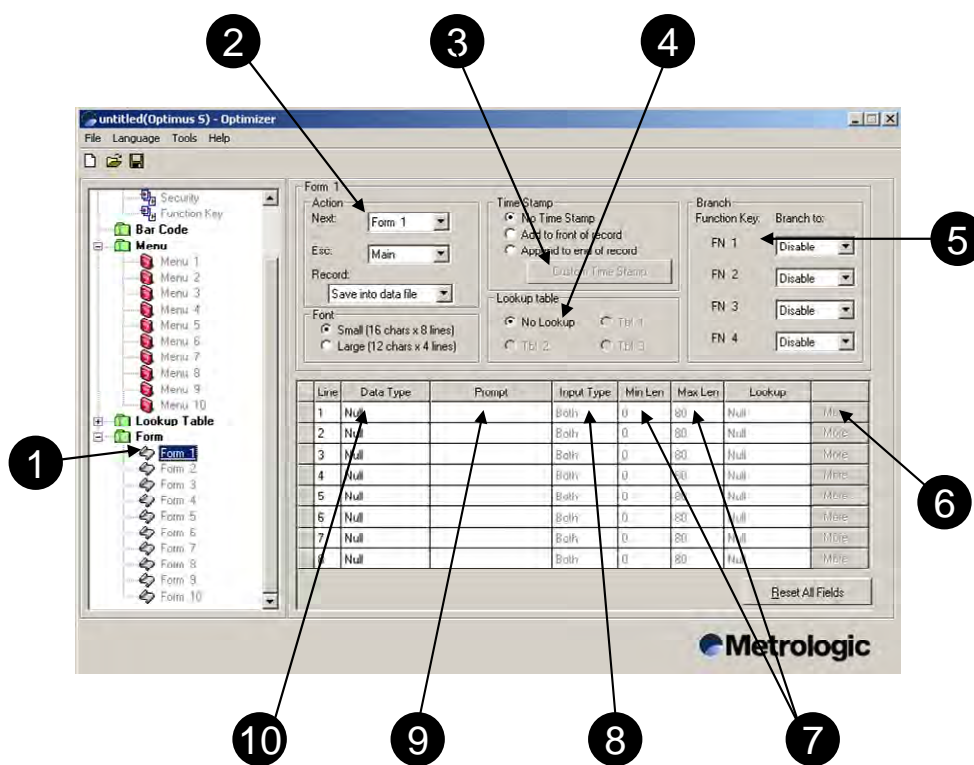 2
3
4
untitled(Optimus S) - Optimizer
File Language Tools Help
Security
Function Key
Bar Code
Menu
Menu 1
Menu 2
Menu 3
Menu 4
Menu 5
Menu 6
Menu 7
Menu 8
Menu 9
Menu 10
Lookup Table
Form
Form 1
Form 2
Form 3
Form 4
Form 5
Form 6
Form 7
Form 8
Form 9
Form 10
1
Form 1
Action
Next: Form 1
Esc: Main
Record:
Save into data file
Font
Small (16 chars x 8 lines)
Large (12 chars x 4 lines)
Time Stamp
No Time Stamp
Add to front of record
Append to end of record
Custom Time Stamp
Lookup table
No Lookup Tbl 1
Tbl 2 Tbl 3
Branch
Function Key: Branch to:
FN 1 Disable
FN 2 Disable
FN 3 Disable
FN 4 Disable
5
Line Data Type Prompt Input Type Min Len Max Len Lookup
1 Null Both 0 80 Null More
2 Null Both 0 80 Null More
3 Null Both 0 80 Null More
4 Null Both 0 80 Null More
5 Null Both 0 80 Null More
6 Null Both 0 80 Null More
7 Null Both 0 80 Null More
8 Null Both 0 80 Null More
6
Reset All Fields
Metrologic
10
9
8
7